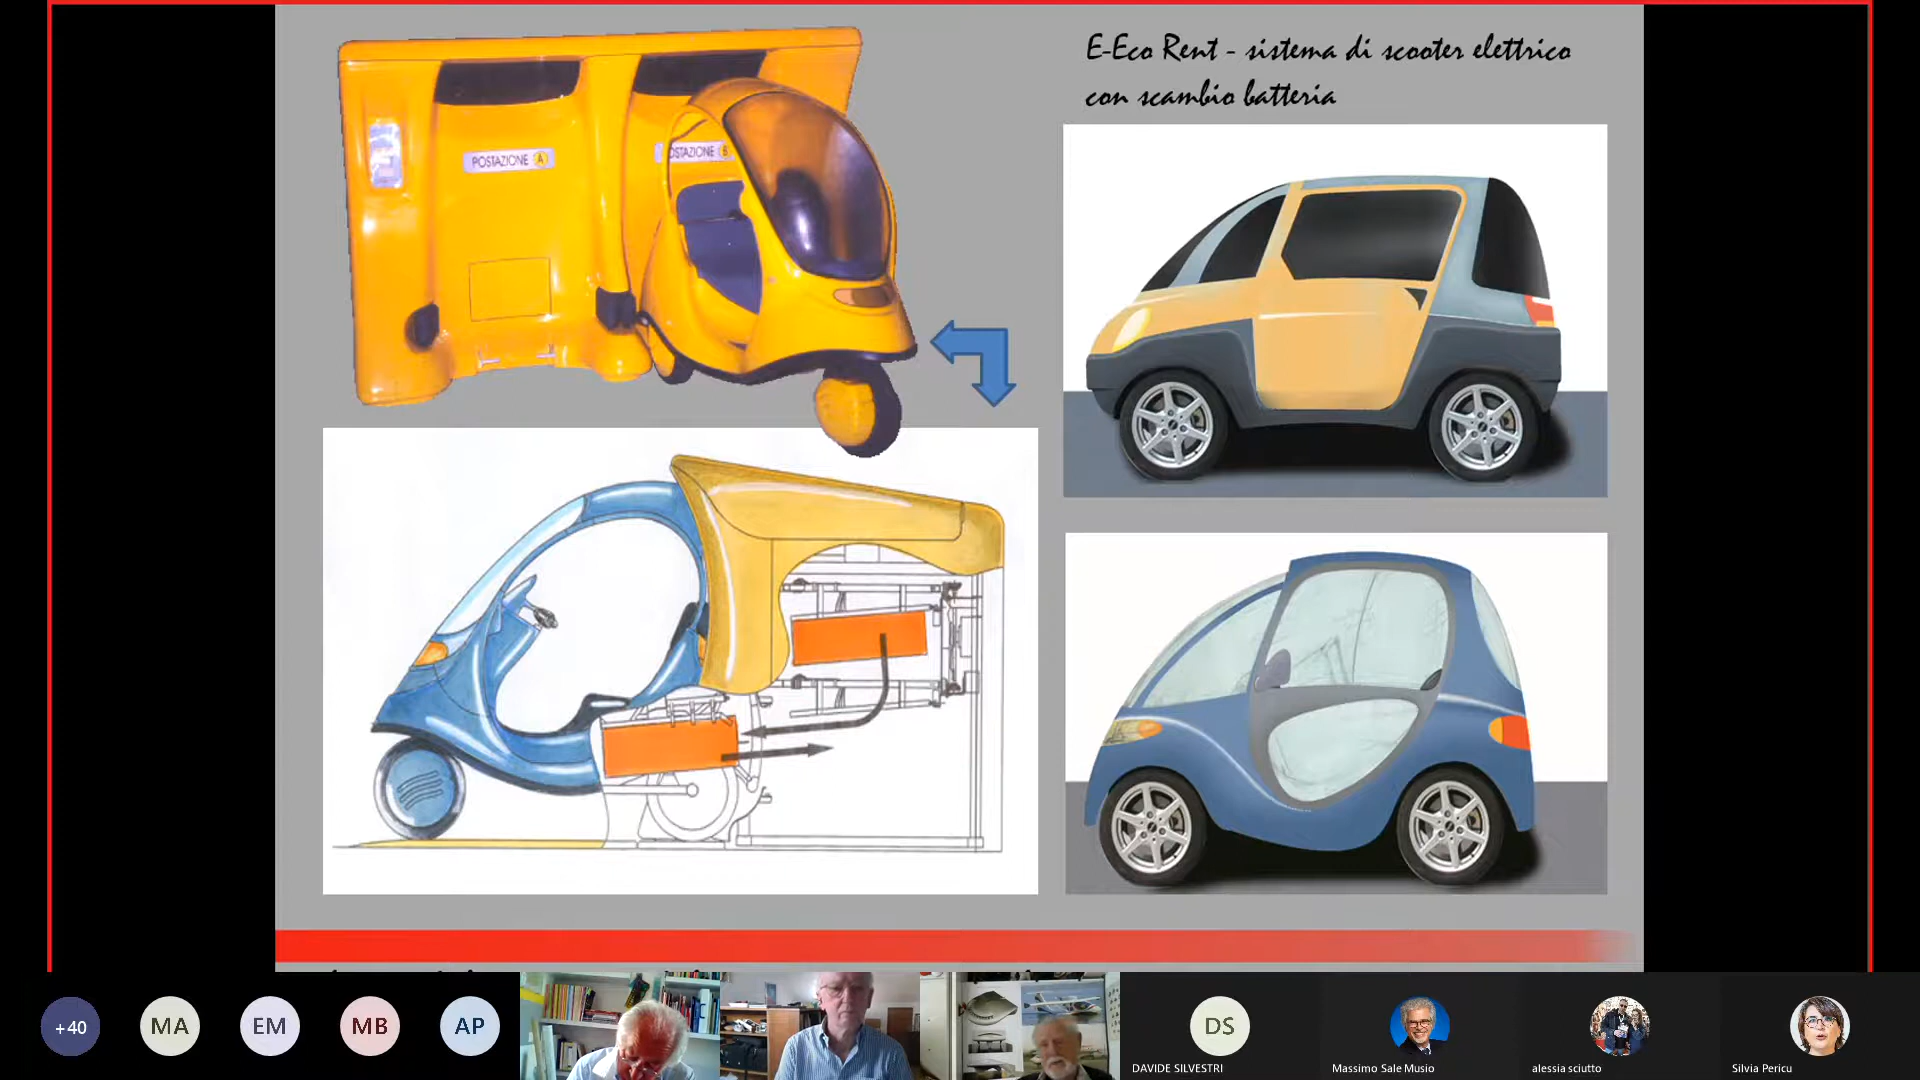 E-Eco Rent - sistema di scooter elettrico
con scambio batteria
POSTAZIONE A
OSTAZIONE B
+40
MA
EM
MB
AP
DS
DAVIDE SILVESTRI
Massimo Sale Musio
alessia sciutto
Silvia Pericu